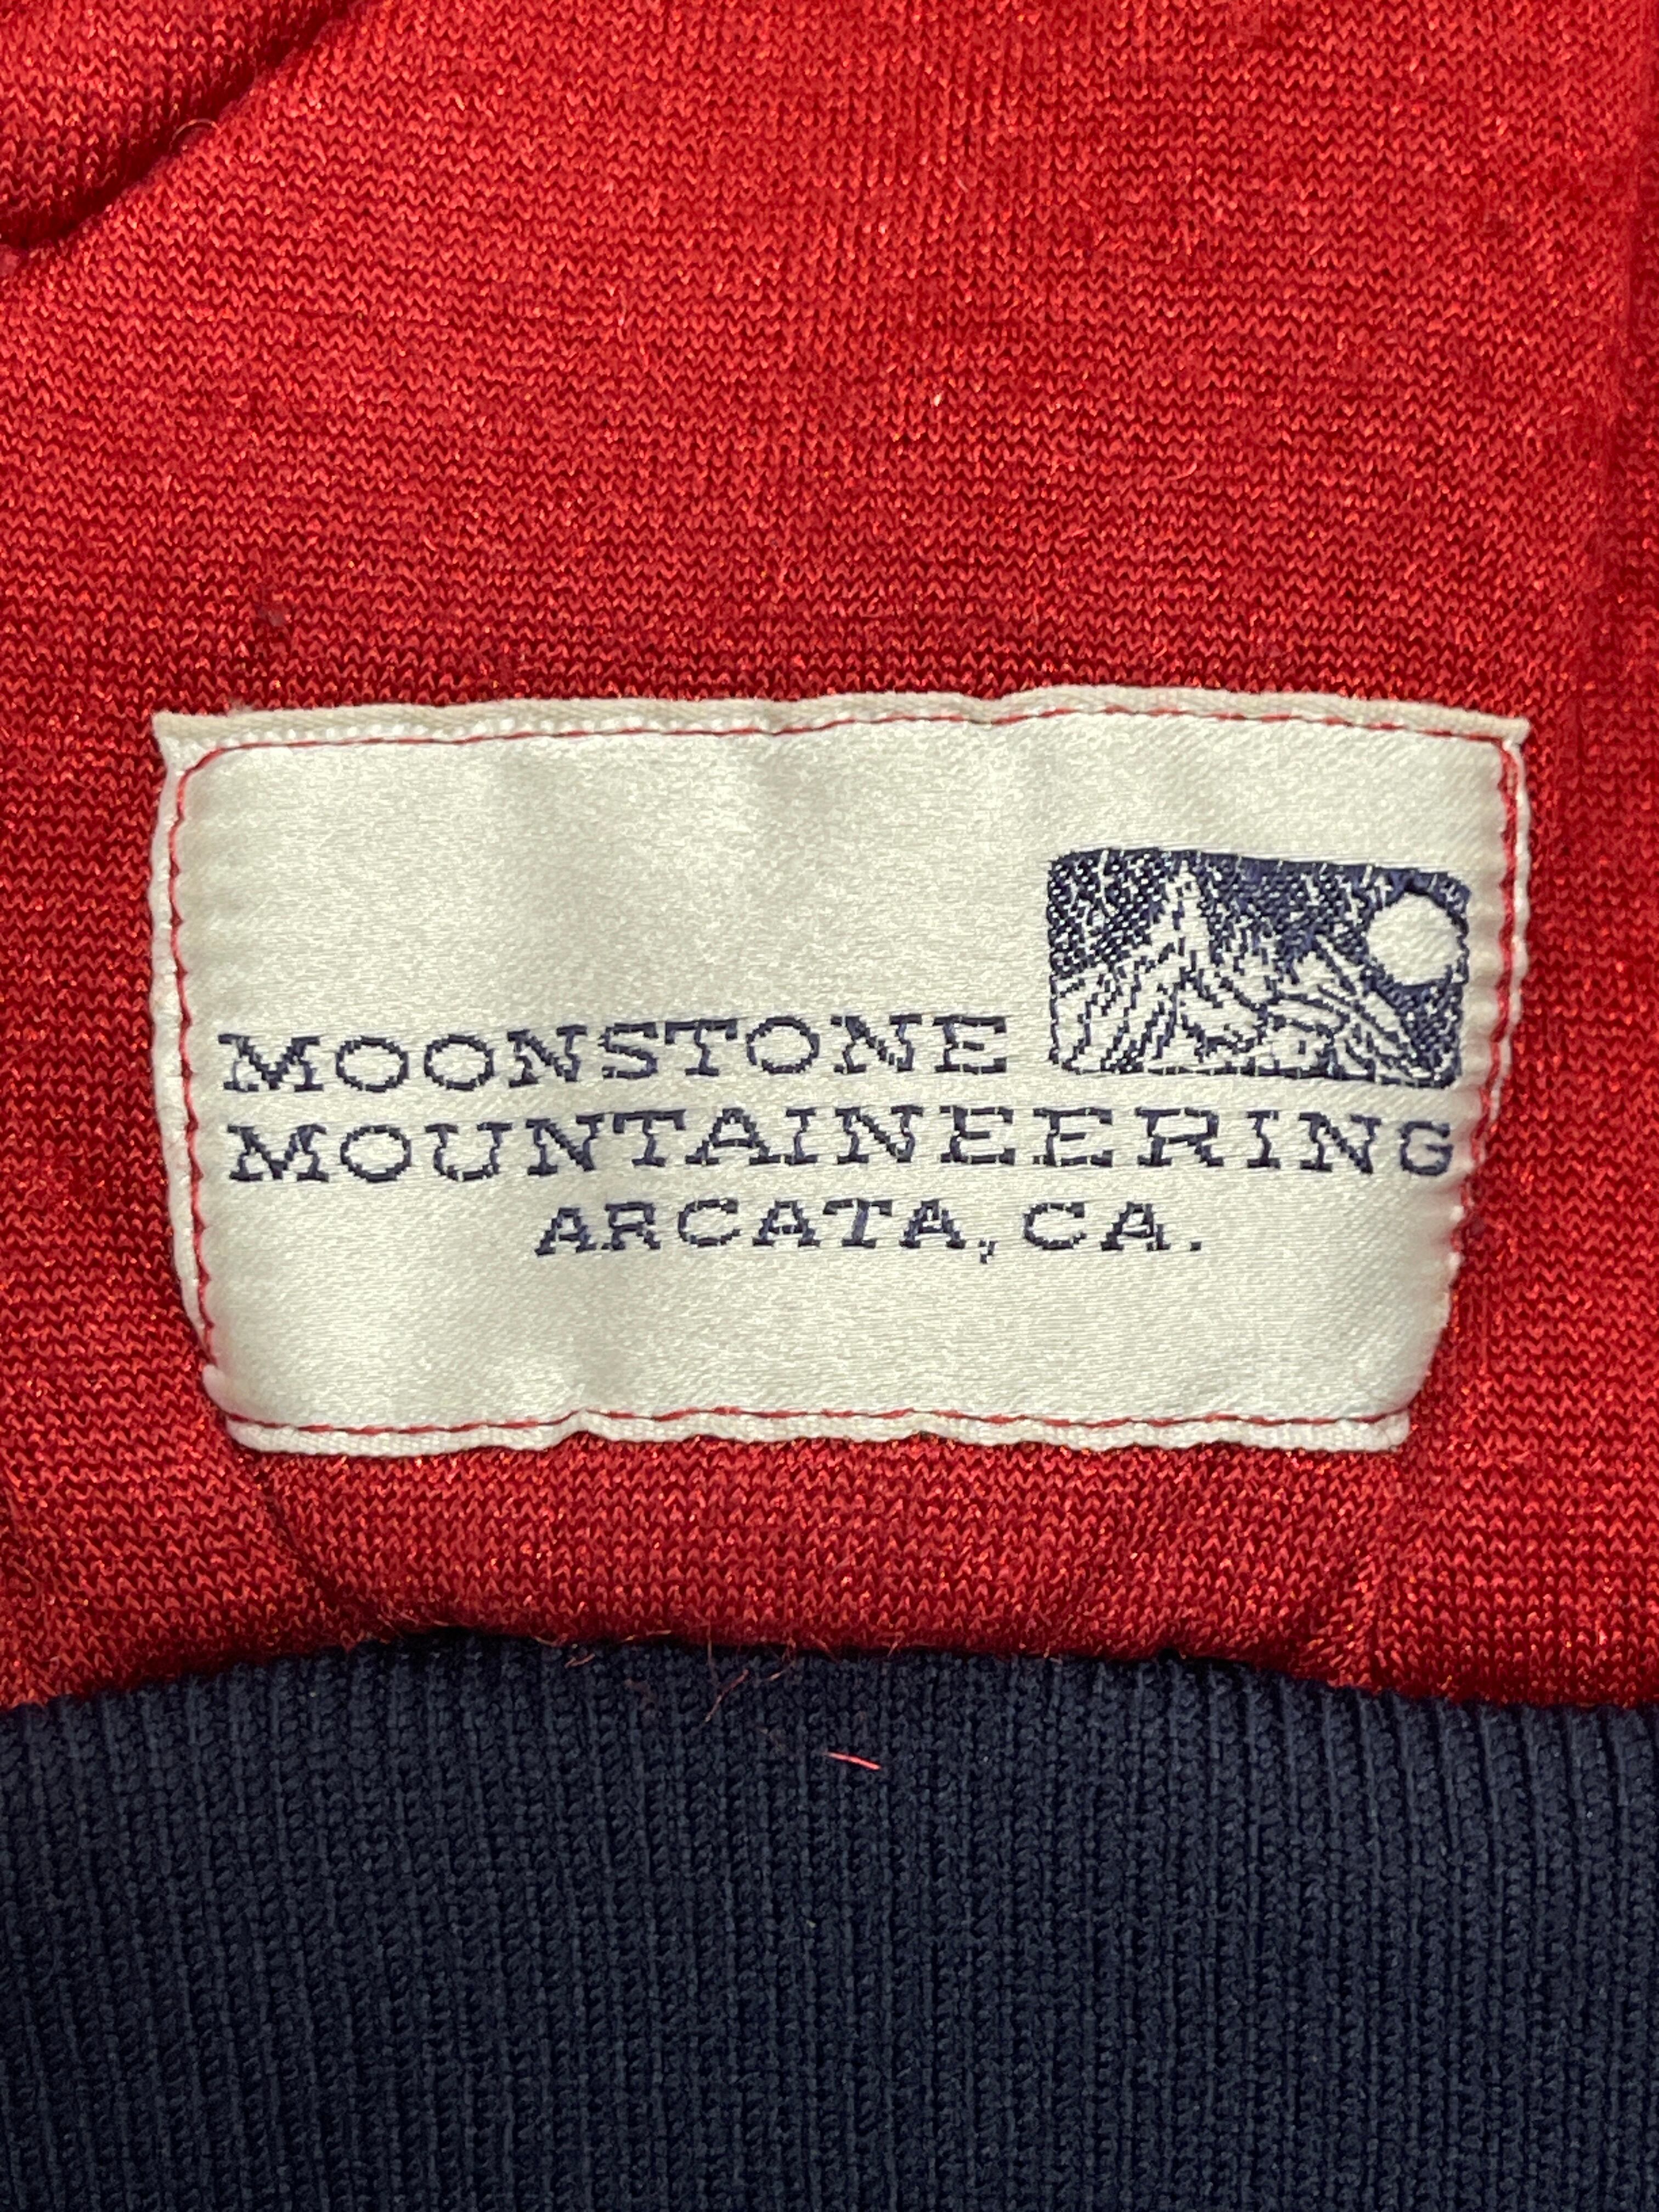 MOONSTONE
MOUNTAINEERING
ARCATA, CA.